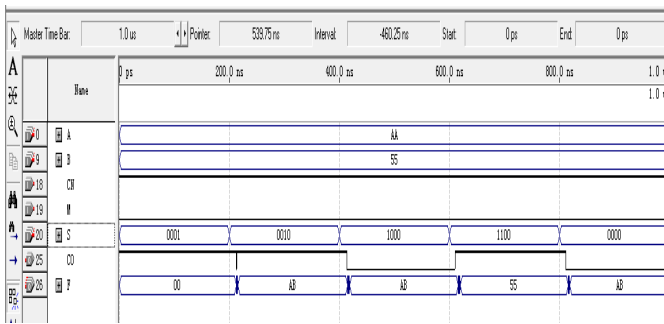 Master Time Bar: 1.0 us Pointer: 539.75 ns Interval: -460.25 ns Start: 0 ps End: 0 ps
A
Name
0 ps 200.0 ns 400.0 ns 600.0 ns 800.0 ns 1.0
1.0
0 A AA
9 B 55
18 CN
19 M
20 S 0001 0010 1000 1100 0000
25 CO
26 F 00 AB AB 55 AB